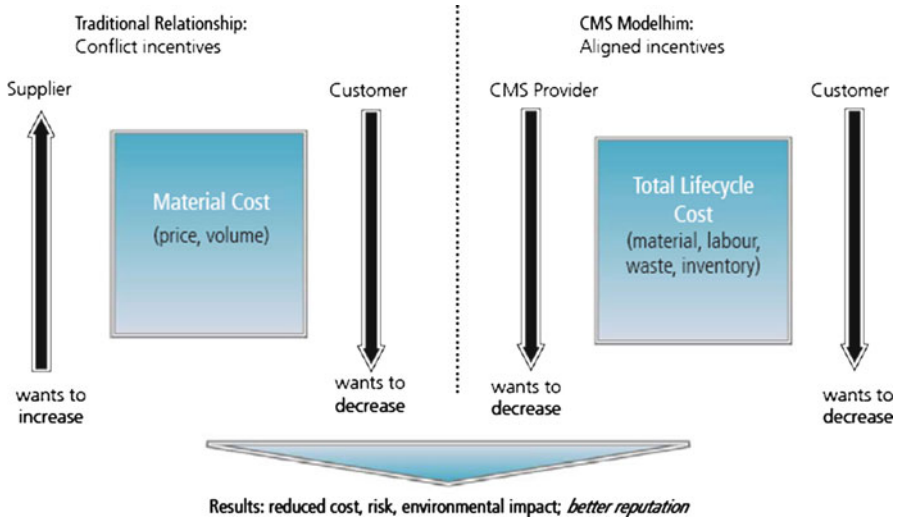 Traditional Relationship:
Conflict incentives
Supplier
Customer
Material Cost
(price, volume)
wants to
increase
wants to
decrease
CMS Modelhim:
Aligned incentives
CMS Provider
Customer
Total Lifecycle
Cost
(material, labour,
waste, inventory)
wants to
decrease
wants to
decrease
Results: reduced cost, risk, environmental impact; better reputation